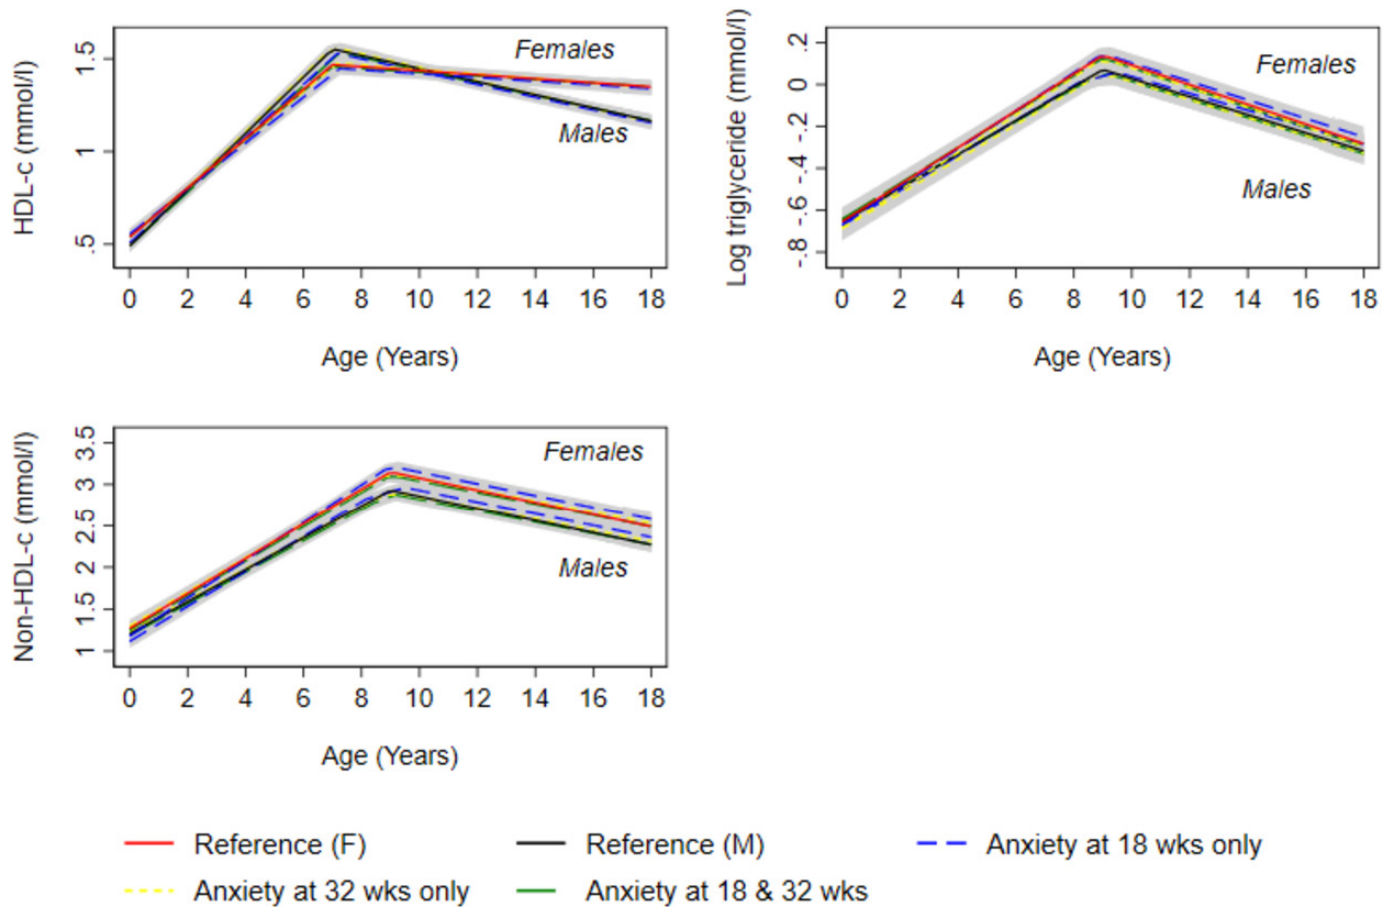 HDL-c (mmol/l)
1.5
1
.5
Females
Males
0 2 4 6 8 10 12 14 16 18
Age (Years)
Log triglyceride (mmol/l)
.2
0
-.2
-.4
-.6
-.8
Females
Males
0 2 4 6 8 10 12 14 16 18
Age (Years)
Non-HDL-c (mmol/l)
3.5
3
2.5
2
1.5
1
Females
Males
0 2 4 6 8 10 12 14 16 18
Age (Years)
Reference (F) Reference (M) Anxiety at 18 wks only
Anxiety at 32 wks only Anxiety at 18 & 32 wks